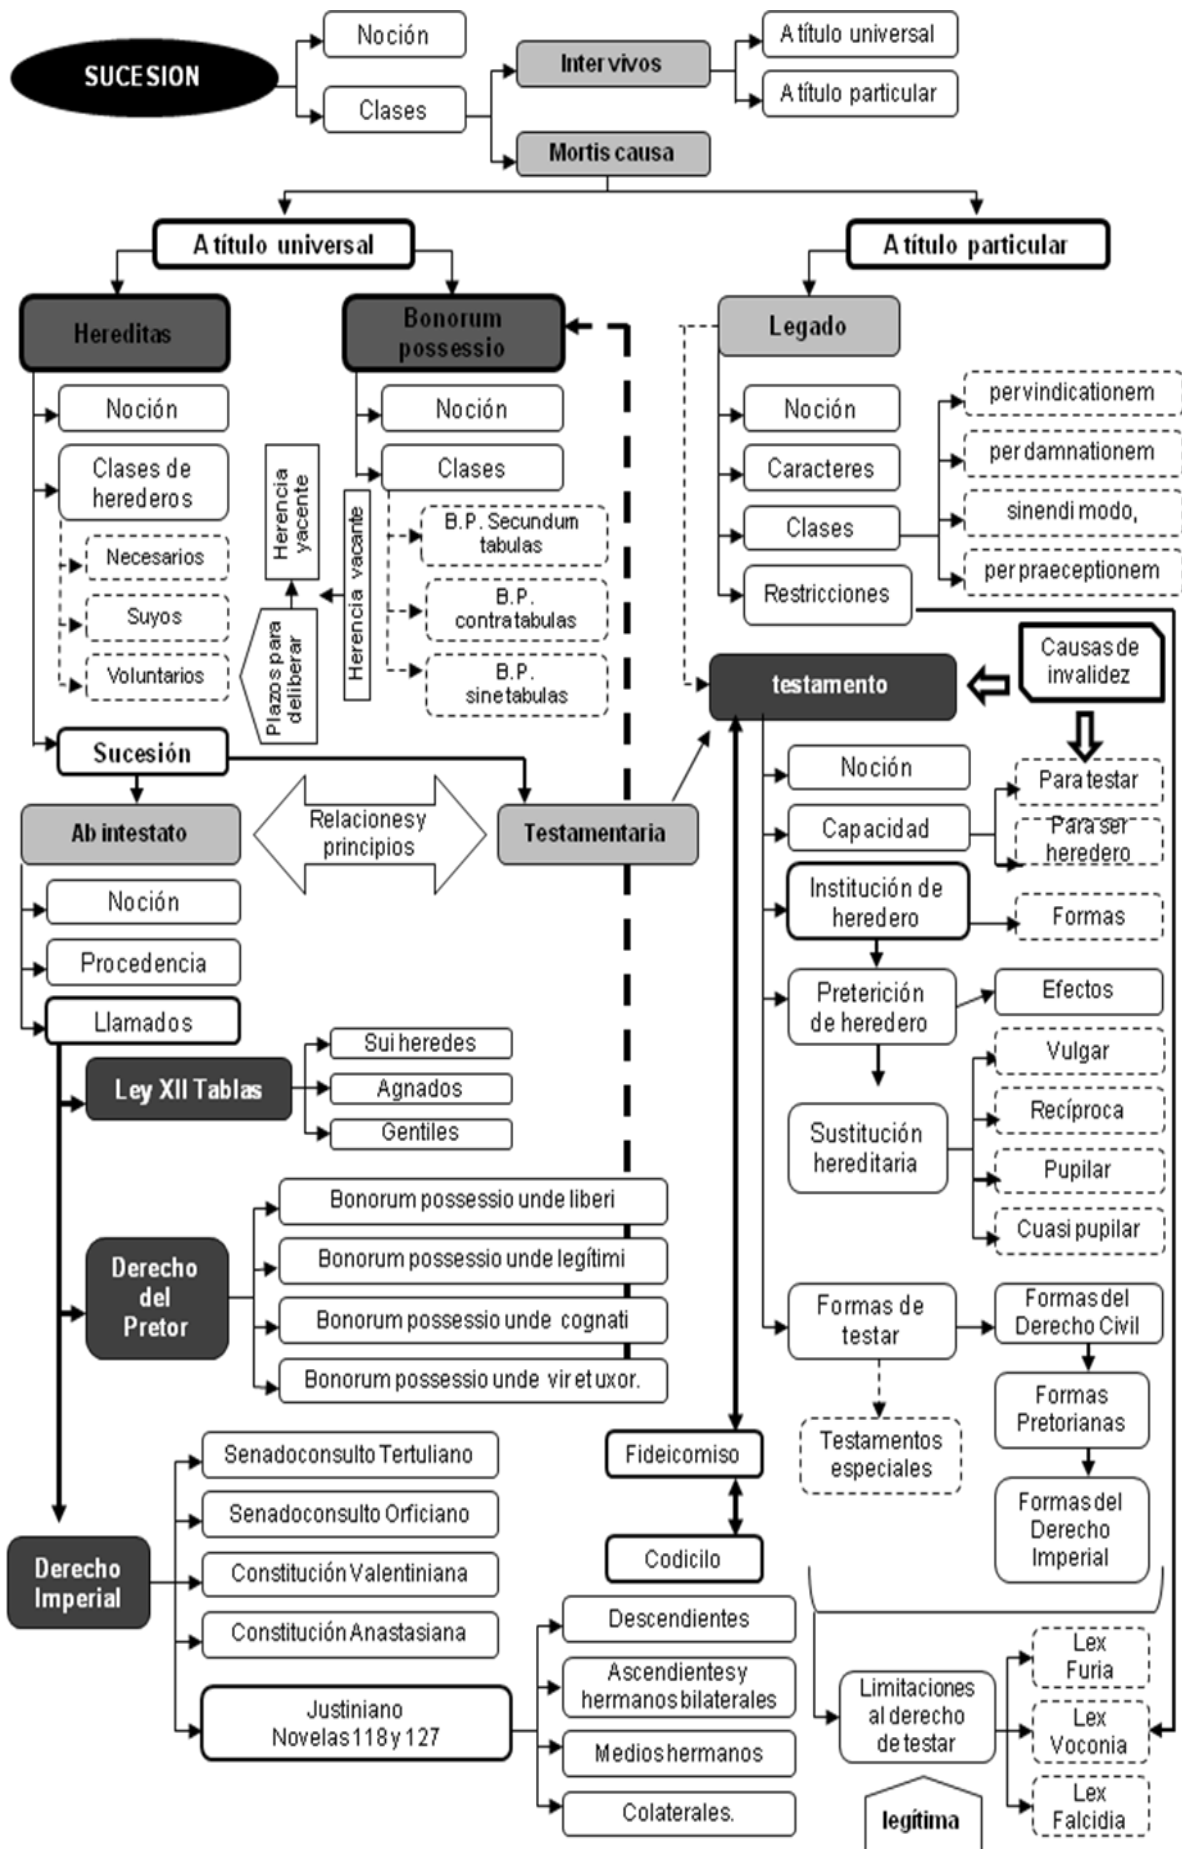 SUCESION
Noción
Clases
Intervivos
A título universal
A título particular
Mortis causa
A título universal
A título particular
Hereditas
Noción
Clases de
herederos
Necesarios
Suyos
Voluntarios
Plazos para
deliberar
Herencia
yacente
Herencia vacante
Bonorum
possessio
Noción
Clases
B.P. Secundum
tabulas
B.P.
contratabulas
B.P.
sinetabulas
Legado
Noción
Caracteres
Clases
Restricciones
pervindicationem
perdamnationem
sinendi modo,
perpraeceptionem
Causas de
invalidez
testamento
Sucesión
Ab intestato
Relaciones y
principios
Testamentaria
Noción
Procedencia
Llamados
Ley XII Tablas
Sui heredes
Agnados
Gentiles
Derecho
del
Pretor
Bonorum possessio unde liberi
Bonorum possessio unde legítimi
Bonorum possessio unde cognati
Bonorum possessio unde vir et uxor.
Derecho
Imperial
Senadoconsulto Tertuliano
Senadoconsulto Orficiano
Constitución Valentiniana
Constitución Anastasiana
Justiniano
Novelas 118 y 127
Descendientes
Ascendientes y
hermanos bilaterales
Medios hermanos
Colaterales.
Fideicomiso
Codicilo
Noción
Capacidad
Para testar
Para ser
heredero
Institución de
heredero
Formas
Preterición
de heredero
Efectos
Sustitución
hereditaria
Vulgar
Recíproca
Pupilar
Cuasi pupilar
Formas de
testar
Formas del
Derecho Civil
Formas
Pretorianas
Formas del
Derecho
Imperial
Testamentos
especiales
Limitaciones
al derecho
de testar
Lex
Furia
Lex
Voconia
Lex
Falcidia
legítima